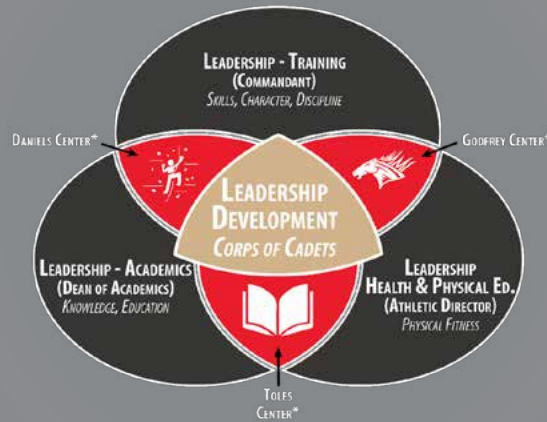 Leadership - Training
(Commandant)
Skills, Character, Discipline
Daniels Center*
Godfrey Center*
Leadership
Development
Corps of Cadets
Leadership - Academics
(Dean of Academics)
Knowledge, Education
Leadership
Health & Physical Ed.
(Athletic Director)
Physical Fitness
Toles
Center*